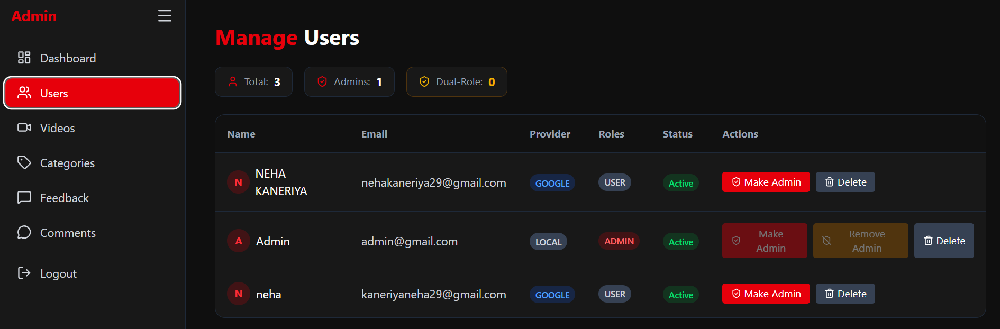 Admin
Dashboard
Users
Videos
Categories
Feedback
Comments
Logout
Manage Users
Total: 3
Admins: 1
Dual-Role: 0
Name Email Provider Roles Status Actions
N NEHA
KANERIYA nehakaneriya29@gmail.com GOOGLE USER Active Make Admin Delete
A Admin admin@gmail.com LOCAL ADMIN Active Make
Admin Remove
Admin Delete
N neha kaneriyaneha29@gmail.com GOOGLE USER Active Make Admin Delete